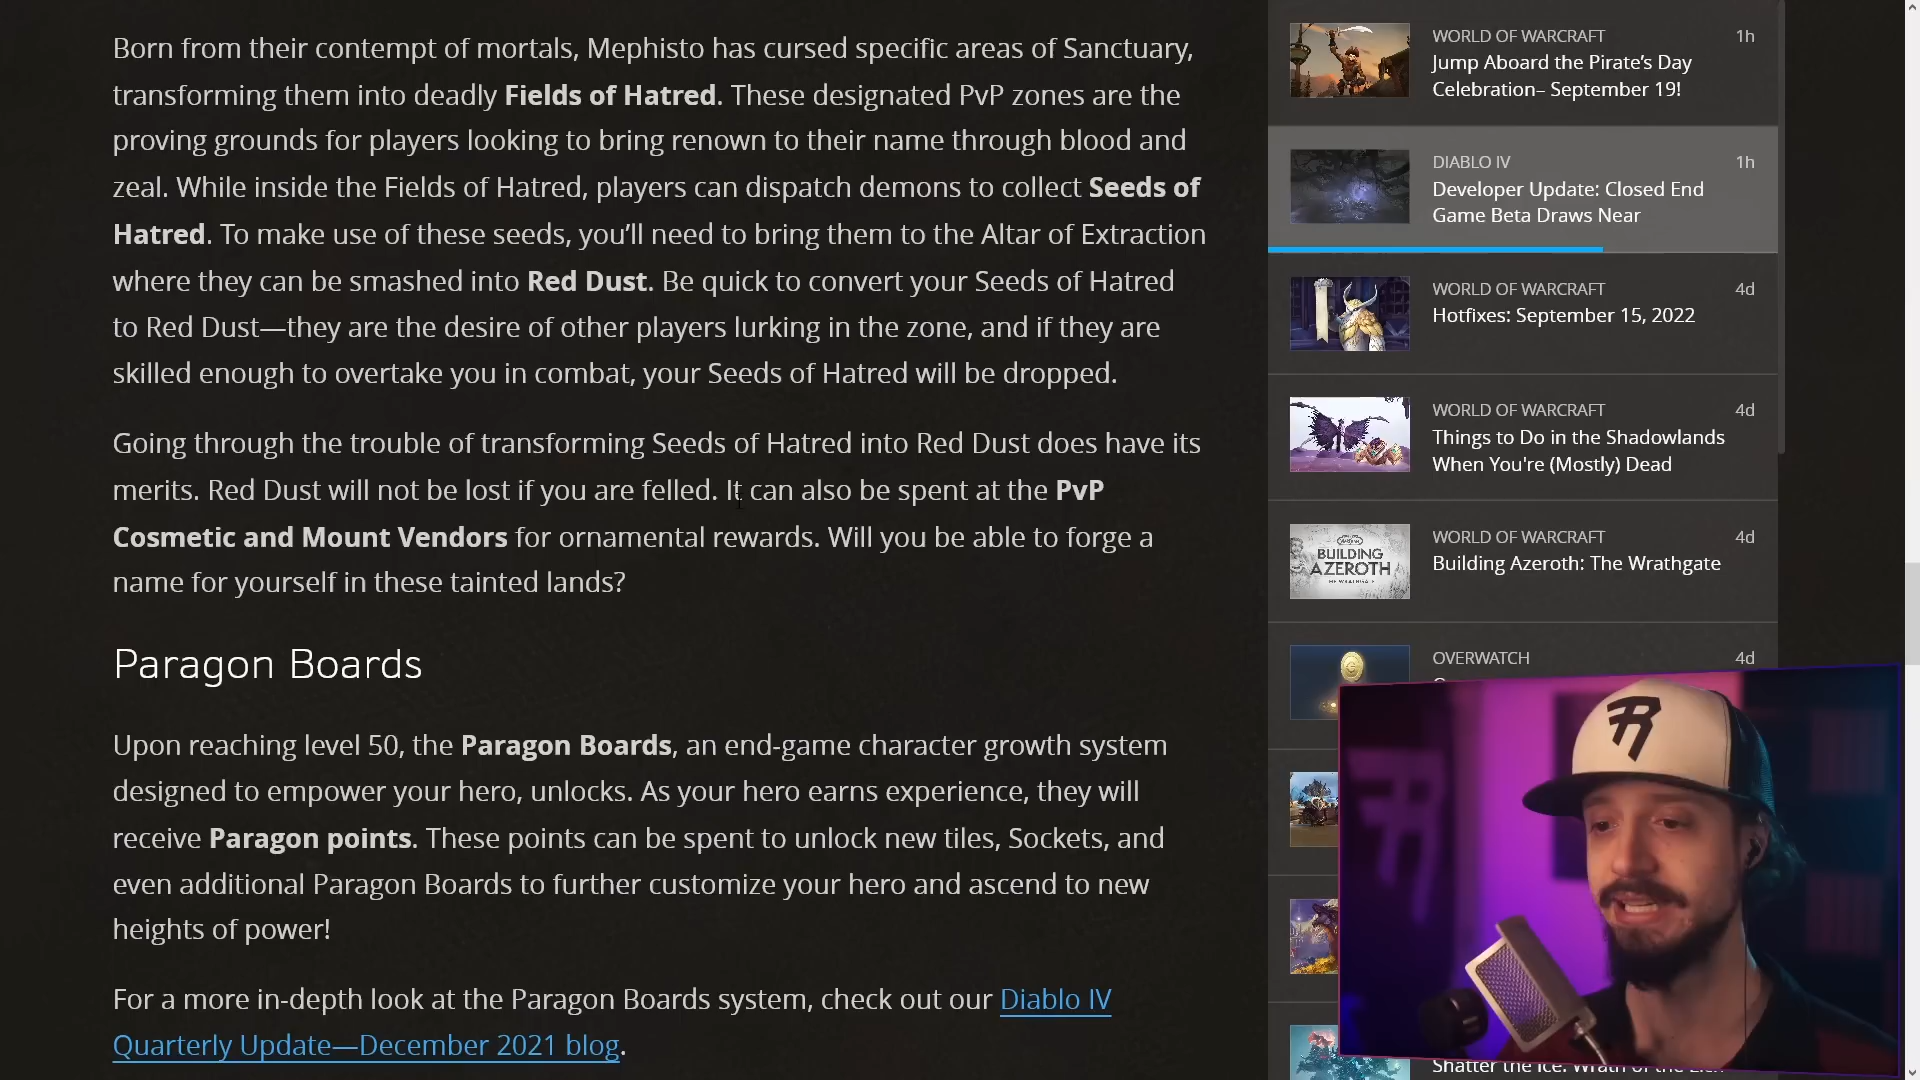 Born from their contempt of mortals, Mephisto has cursed specific areas of Sanctuary,
transforming them into deadly Fields of Hatred. These designated PvP zones are the
proving grounds for players looking to bring renown to their name through blood and
zeal. While inside the Fields of Hatred, players can dispatch demons to collect Seeds of
Hatred. To make use of these seeds, you’ll need to bring them to the Altar of Extraction
where they can be smashed into Red Dust. Be quick to convert your Seeds of Hatred
to Red Dust—they are the desire of other players lurking in the zone, and if they are
skilled enough to overtake you in combat, your Seeds of Hatred will be dropped.
Going through the trouble of transforming Seeds of Hatred into Red Dust does have its
merits. Red Dust will not be lost if you are felled. It can also be spent at the PvP
Cosmetic and Mount Vendors for ornamental rewards. Will you be able to forge a
name for yourself in these tainted lands?
Paragon Boards
Upon reaching level 50, the Paragon Boards, an end-game character growth system
designed to empower your hero, unlocks. As your hero earns experience, they will
receive Paragon points. These points can be spent to unlock new tiles, Sockets, and
even additional Paragon Boards to further customize your hero and ascend to new
heights of power!
For a more in-depth look at the Paragon Boards system, check out our Diablo IV
Quarterly Update—December 2021 blog.
WORLD OF WARCRAFT 1h
Jump Aboard the Pirate’s Day
Celebration– September 19!
DIABLO IV 1h
Developer Update: Closed End
Game Beta Draws Near
WORLD OF WARCRAFT 4d
Hotfixes: September 15, 2022
WORLD OF WARCRAFT 4d
Things to Do in the Shadowlands
When You're (Mostly) Dead
BUILDING
AZEROTH
WORLD OF WARCRAFT 4d
Building Azeroth: The Wrathgate
OVERWATCH 4d
R
Shatter the Ice: Wrath of the